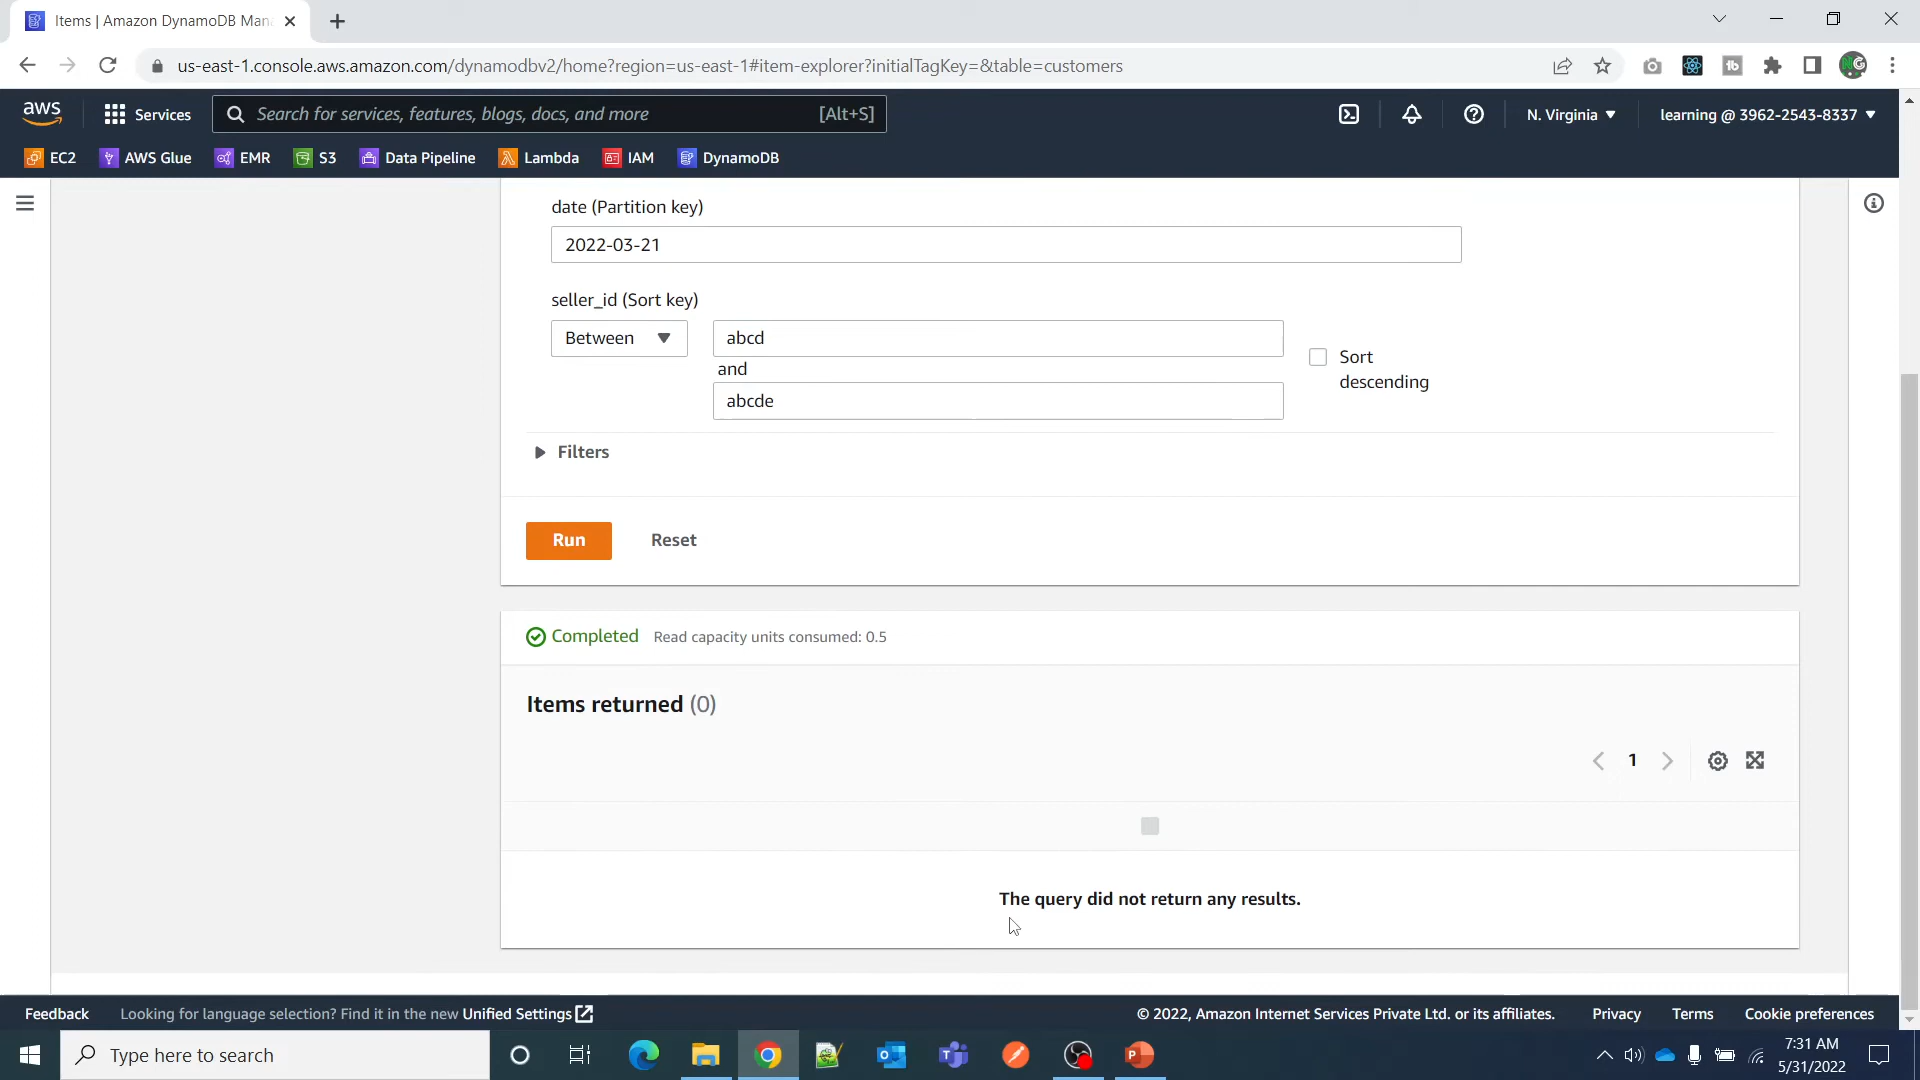 Items | Amazon DynamoDB Mana
us-east-1.console.aws.amazon.com/dynamodbv2/home?region=us-east-1#item-explorer?initialTagKey=&table=customers
aws
Services
Search for services, features, blogs, docs, and more
[Alt+S]
N. Virginia
learning @ 3962-2543-8337
EC2
AWS Glue
EMR
S3
Data Pipeline
Lambda
IAM
DynamoDB
date (Partition key)
2022-03-21
seller_id (Sort key)
Between
abcd
and
abcde
Sort
descending
Filters
Run
Reset
Completed
Read capacity units consumed: 0.5
Items returned (0)
1
The query did not return any results.
Feedback
Looking for language selection? Find it in the new Unified Settings
© 2022, Amazon Internet Services Private Ltd. or its affiliates.
Privacy
Terms
Cookie preferences
Type here to search
7:31 AM
5/31/2022